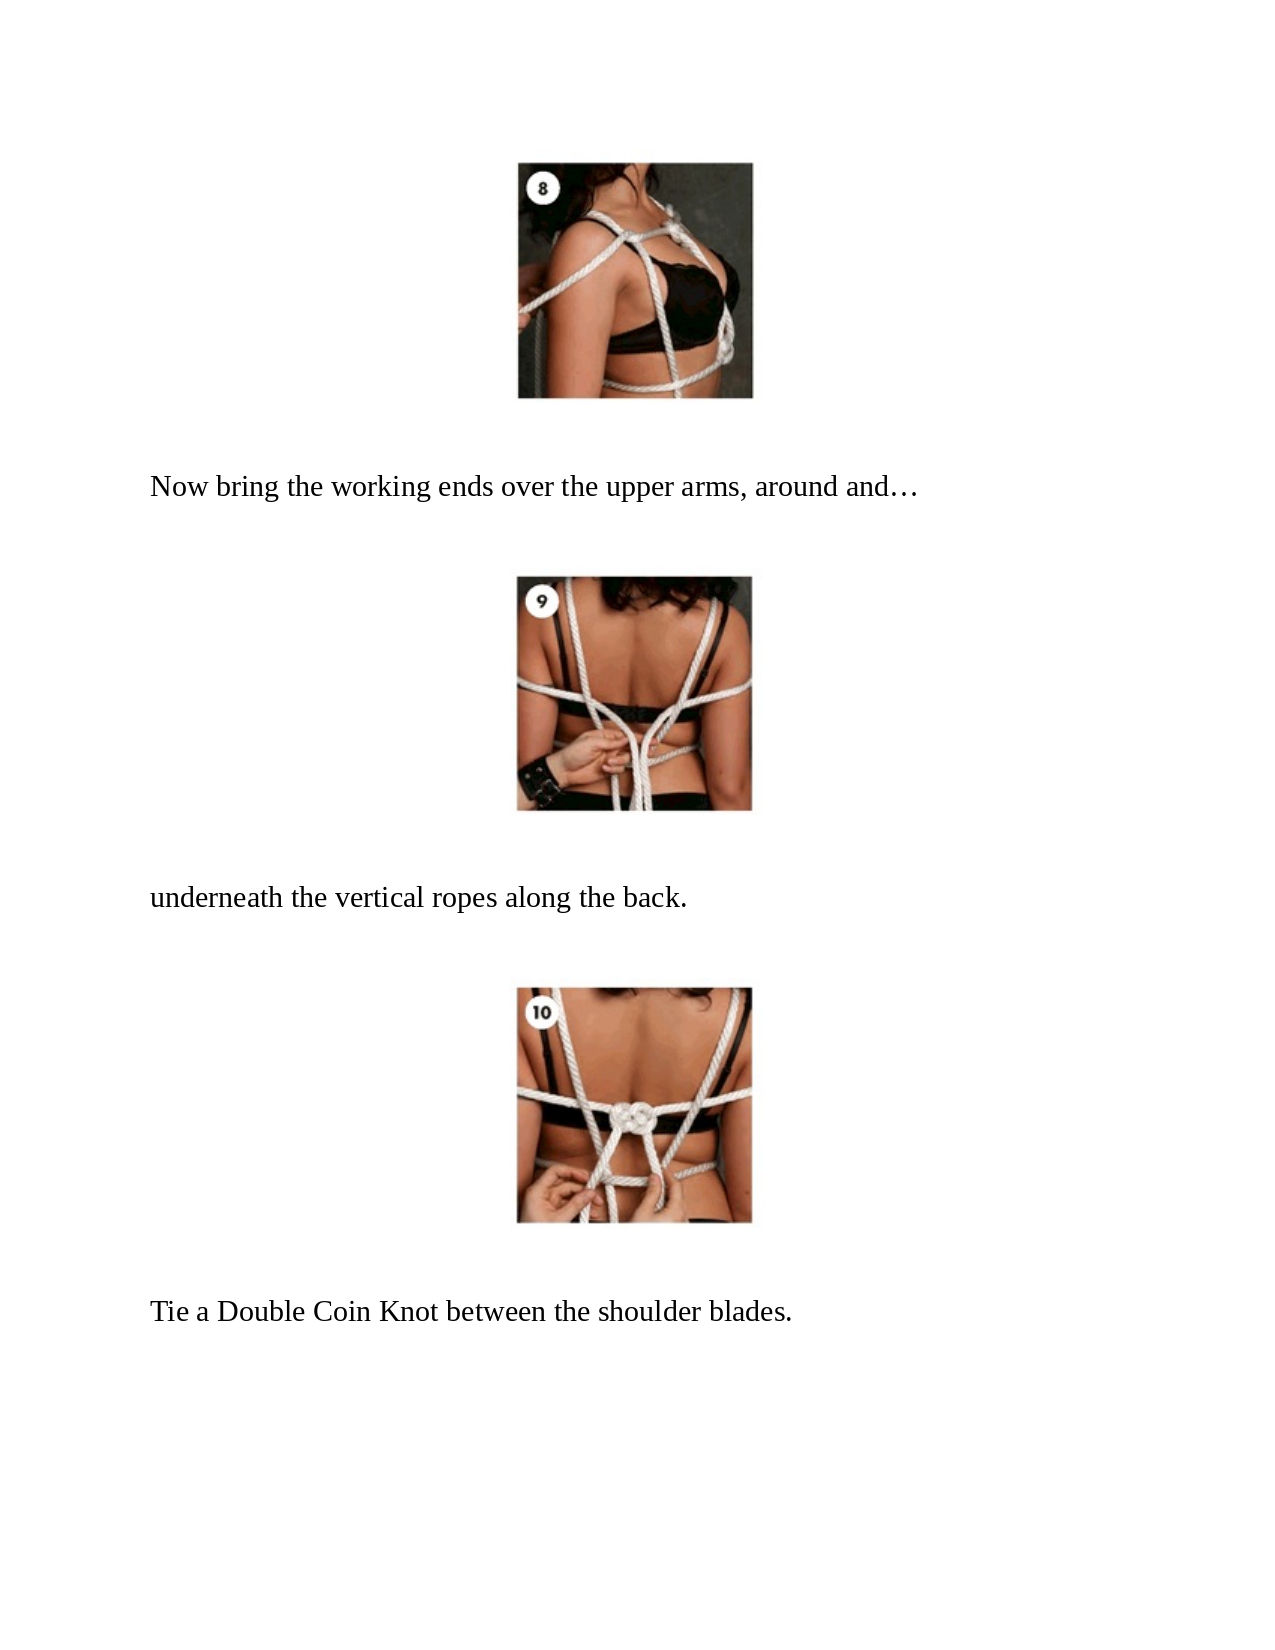 8
Now bring the working ends over the upper arms, around and…
9
underneath the vertical ropes along the back.
10
Tie a Double Coin Knot between the shoulder blades.